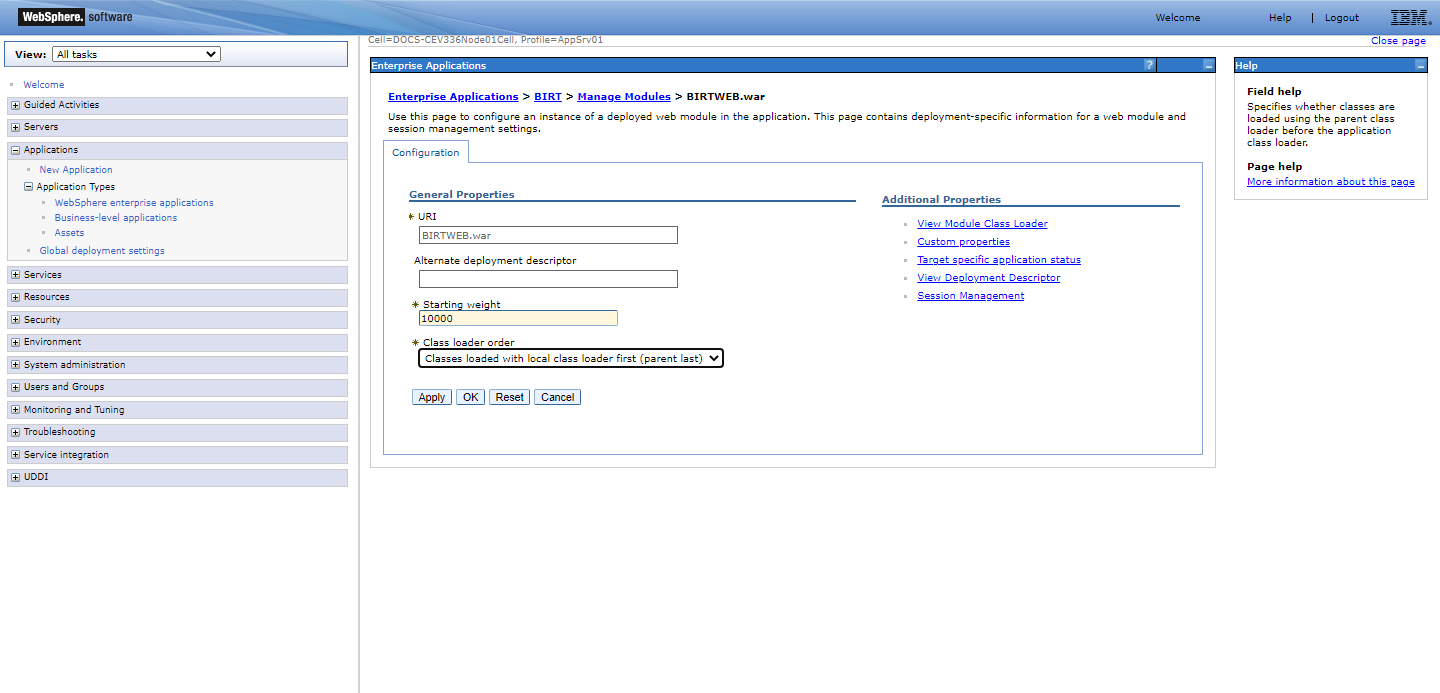 WebSphere. software
Welcome Help | Logout IBM.
View: All tasks
Cell=DOCS-CEV336Node01Cell, Profile=AppSrv01
Close page
Welcome
Guided Activities
Servers
Applications
New Application
Application Types
WebSphere enterprise applications
Business-level applications
Assets
Global deployment settings
Services
Resources
Security
Environment
System administration
Users and Groups
Monitoring and Tuning
Troubleshooting
Service integration
UDDI
Enterprise Applications
?
Enterprise Applications > BIRT > Manage Modules > BIRTWEB.war
Use this page to configure an instance of a deployed web module in the application. This page contains deployment-specific information for a web module and
session management settings.
Configuration
General Properties
* URI
BIRTWEB.war
Alternate deployment descriptor
* Starting weight
10000
* Class loader order
Classes loaded with local class loader first (parent last)
Apply OK Reset Cancel
Additional Properties
View Module Class Loader
Custom properties
Target specific application status
View Deployment Descriptor
Session Management
Help
Field help
Specifies whether classes are
loaded using the parent class
loader before the application
class loader.
Page help
More information about this page